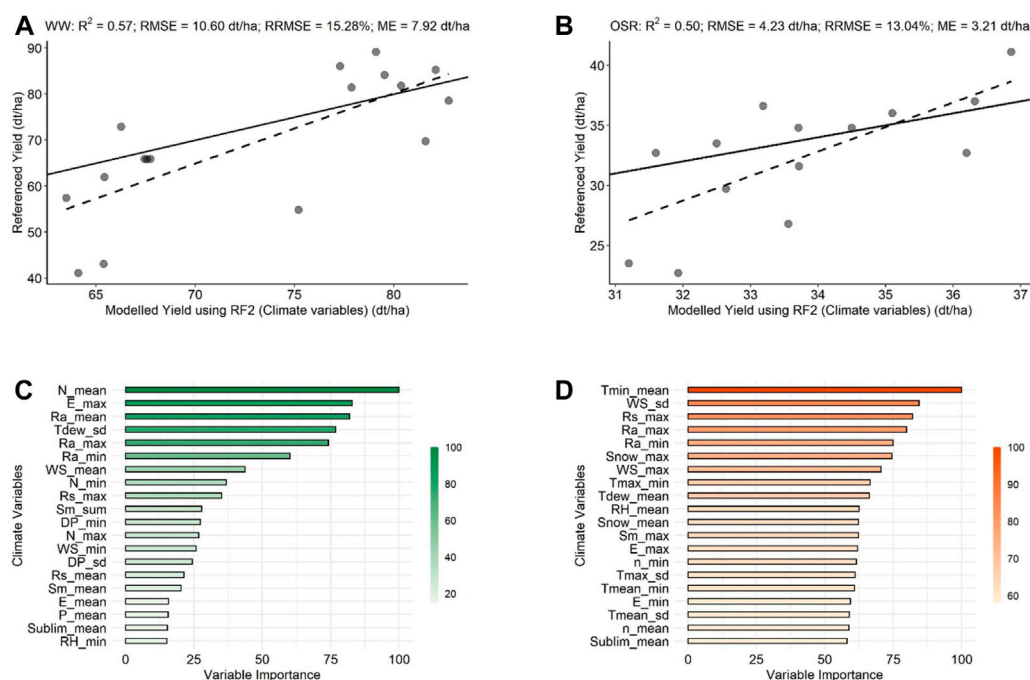 A WW: R² = 0.57; RMSE = 10.60 dt/ha; RRMSE = 15.28%; ME = 7.92 dt/ha
90
80
70
60
50
40
Referenced Yield (dt/ha)
65 70 75 80
Modelled Yield using RF2 (Climate variables) (dt/ha)
B OSR: R² = 0.50; RMSE = 4.23 dt/ha; RRMSE = 13.04%; ME = 3.21 dt/ha
40
35
30
25
Referenced Yield (dt/ha)
31 32 33 34 35 36 37
Modelled Yield using RF2 (Climate variables) (dt/ha)
C
Climate Variables
N_mean
E_max
Ra_mean
Tdew_sd
Ra_max
Ra_min
WS_mean
N_min
Rs_max
Sm_sum
DP_min
N_max
WS_min
DP_sd
Rs_mean
Sm_mean
E_mean
P_mean
Sublim_mean
RH_min
0 25 50 75 100
Variable Importance
100
80
60
40
20
D
Climate Variables
Tmin_mean
WS_sd
Rs_max
Ra_max
Ra_min
Snow_max
WS_max
Tmax_min
Tdew_mean
RH_mean
Snow_mean
Sm_max
E_max
n_min
Tmax_sd
Tmean_min
E_min
Tmean_sd
n_mean
Sublim_mean
0 25 50 75 100
Variable Importance
100
90
80
70
60